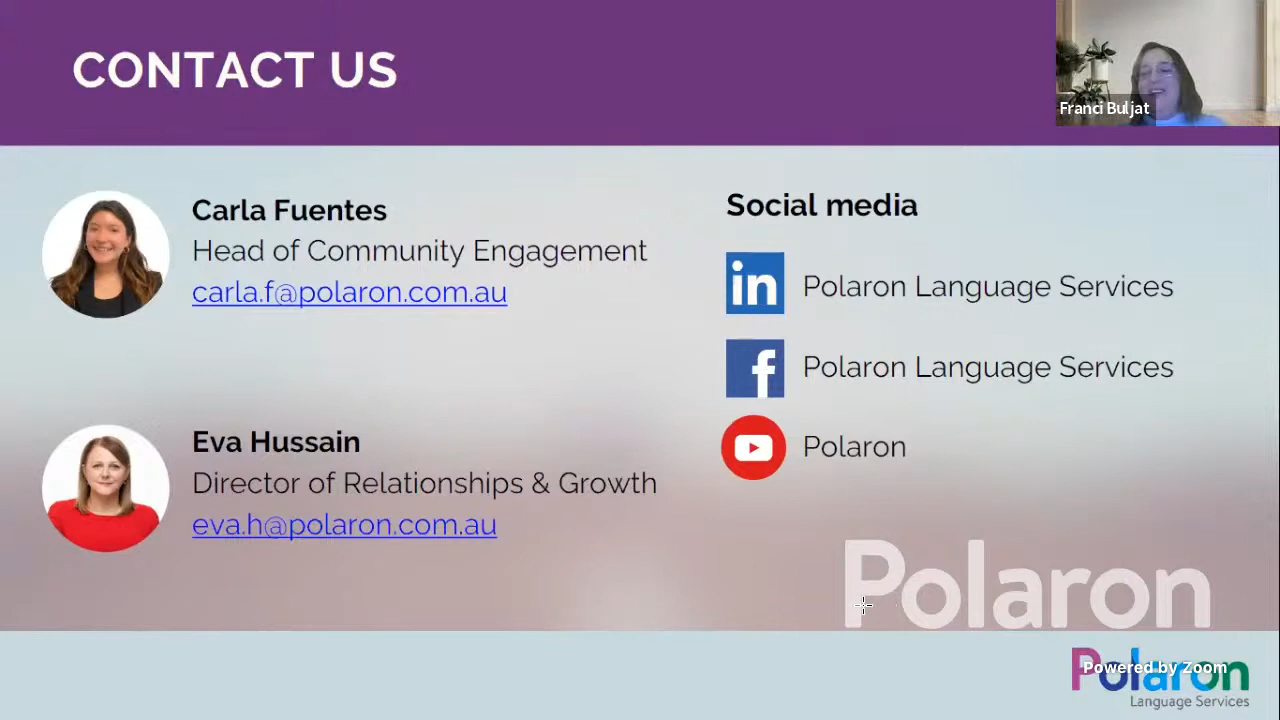 CONTACT US
Franci Buljat
Carla Fuentes
Head of Community Engagement
carla.f@polaron.com.au
Eva Hussain
Director of Relationships & Growth
eva.h@polaron.com.au
Social media
in
Polaron Language Services
f
Polaron Language Services
Polaron
Polaron
Polaron
Powered by Zoom
Language Services